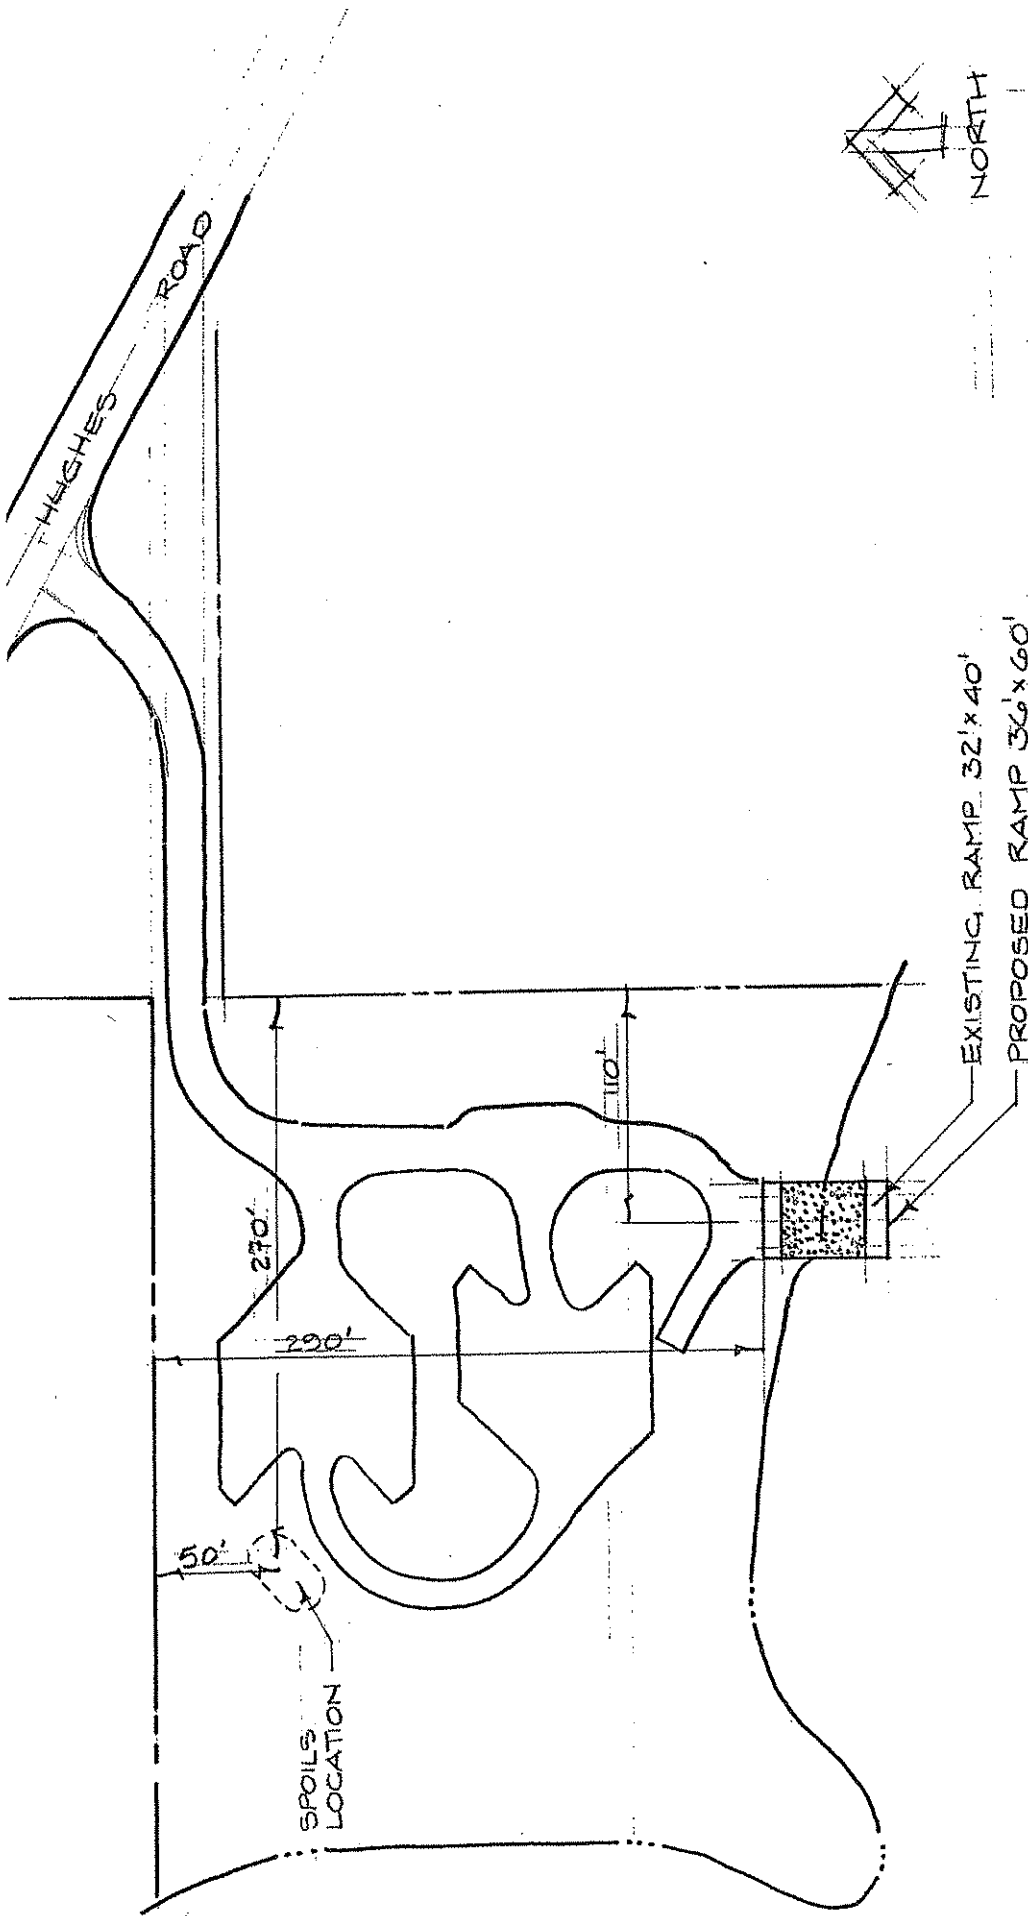 HUGHES ROAD
NORTH
270'
110'
290'
50'
SPOILS
LOCATION
EXISTING RAMP 32'x40'
PROPOSED RAMP 36'x60'